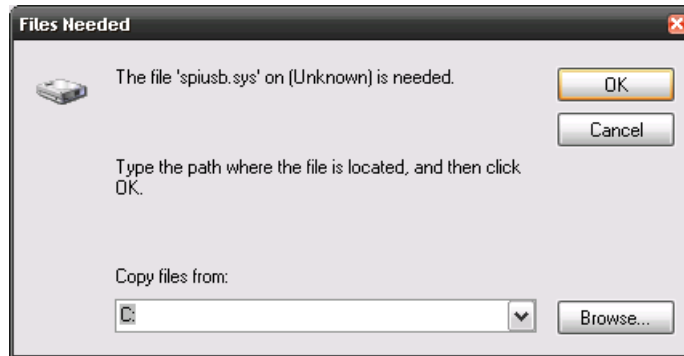 Files Needed
The file 'spiusb.sys' on (Unknown) is needed.
OK
Cancel
Type the path where the file is located, and then click
OK.
Copy files from:
C:
Browse...